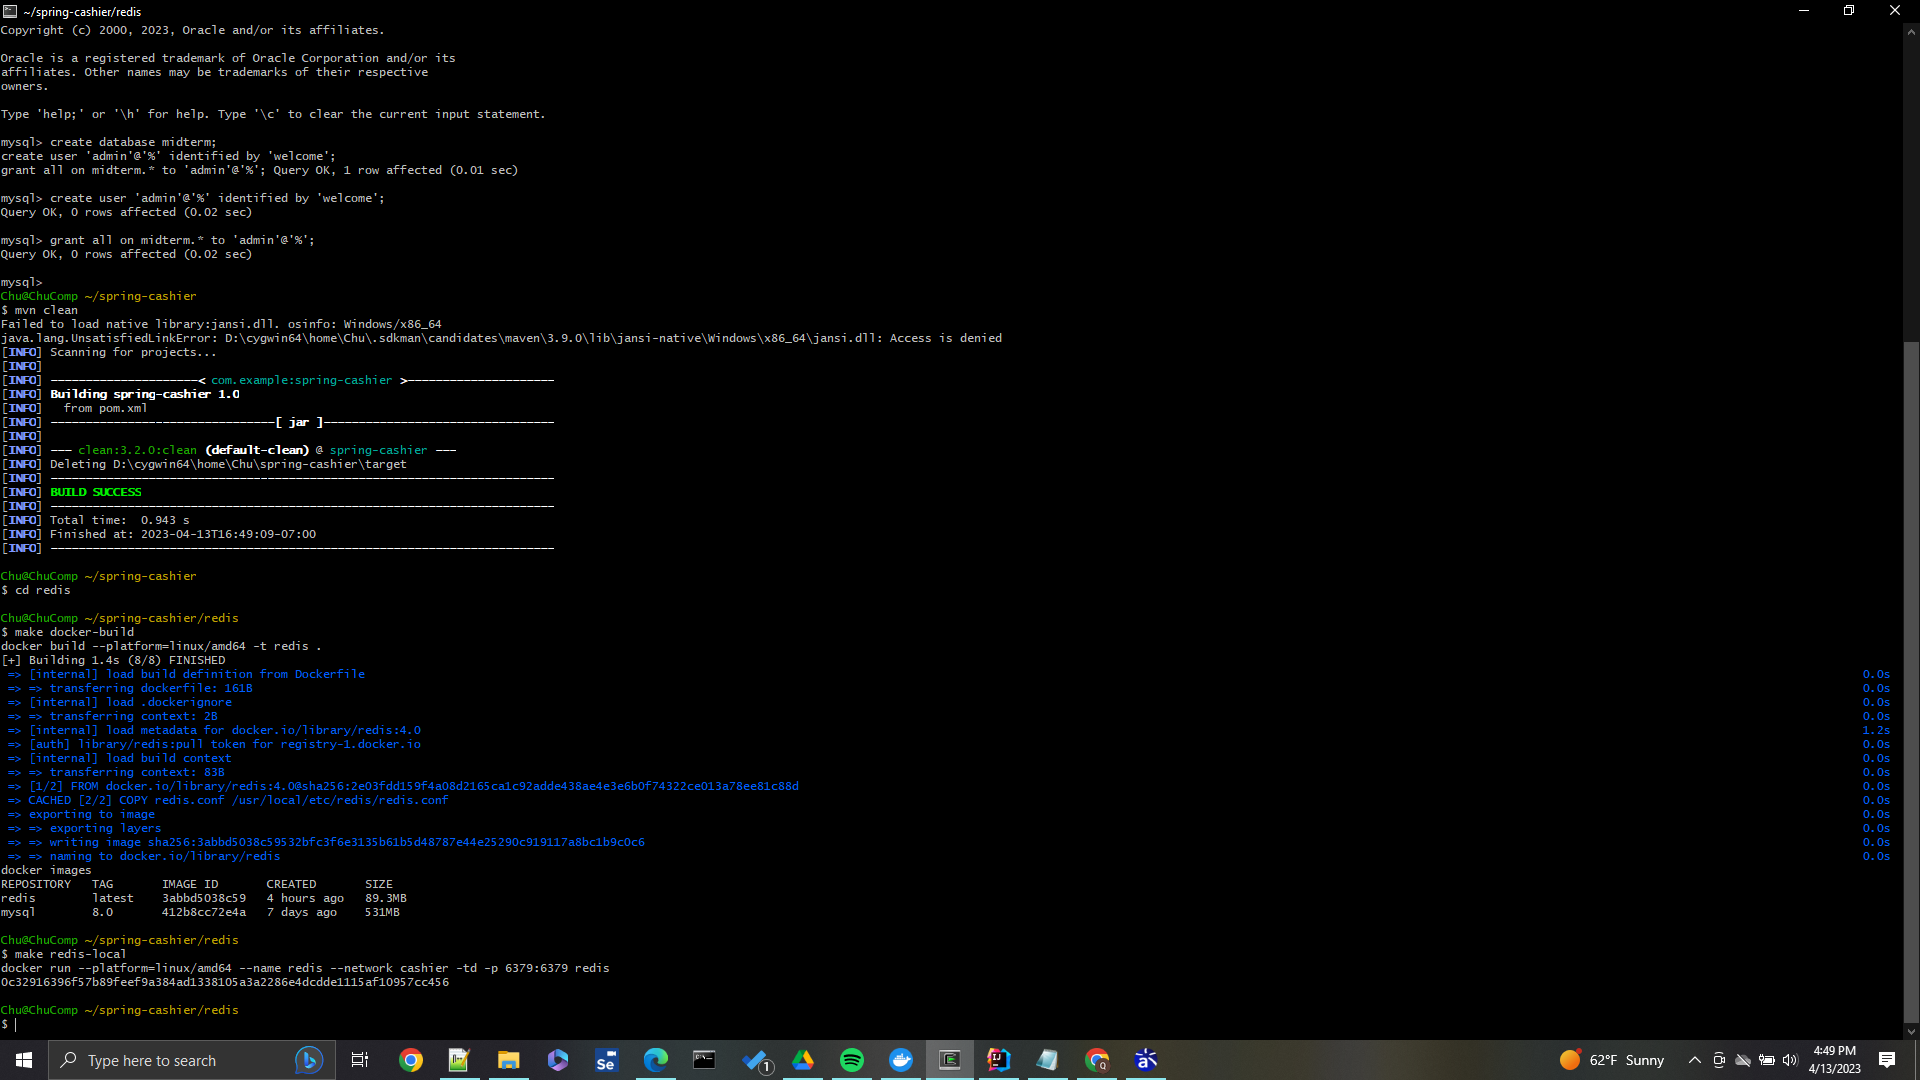 ~/spring-cashier/redis
Copyright (c) 2000, 2023, Oracle and/or its affiliates.
Oracle is a registered trademark of Oracle Corporation and/or its
affiliates. Other names may be trademarks of their respective
owners.
Type 'help;' or '\h' for help. Type '\c' to clear the current input statement.
mysql> create database midterm;
create user 'admin'@'%' identified by 'welcome';
grant all on midterm.* to 'admin'@'%'; Query OK, 1 row affected (0.01 sec)
mysql> create user 'admin'@'%' identified by 'welcome';
Query OK, 0 rows affected (0.02 sec)
mysql> grant all on midterm.* to 'admin'@'%';
Query OK, 0 rows affected (0.02 sec)
mysql>
Chu@ChuComp ~/spring-cashier
$ mvn clean
Failed to load native library:jansi.dll. osinfo: Windows/x86_64
java.lang.UnsatisfiedLinkError: D:\cygwin64\home\Chu\.sdkman\candidates\maven\3.9.0\lib\jansi-native\Windows\x86_64\jansi.dll: Access is denied
[INFO] Scanning for projects...
[INFO]
[INFO] ---------------------< com.example:spring-cashier >---------------------
[INFO] Building spring-cashier 1.0
[INFO]   from pom.xml
[INFO] --------------------------------[ jar ]---------------------------------
[INFO]
[INFO] --- clean:3.2.0:clean (default-clean) @ spring-cashier ---
[INFO] Deleting D:\cygwin64\home\Chu\spring-cashier\target
[INFO] ------------------------------------------------------------------------
[INFO] BUILD SUCCESS
[INFO] ------------------------------------------------------------------------
[INFO] Total time:  0.943 s
[INFO] Finished at: 2023-04-13T16:49:09-07:00
[INFO] ------------------------------------------------------------------------
Chu@ChuComp ~/spring-cashier
$ cd redis
Chu@ChuComp ~/spring-cashier/redis
$ make docker-build
docker build --platform=linux/amd64 -t redis .
[+] Building 1.4s (8/8) FINISHED
=> [internal] load build definition from Dockerfile 0.0s
=> => transferring dockerfile: 161B 0.0s
=> [internal] load .dockerignore 0.0s
=> => transferring context: 2B 0.0s
=> [internal] load metadata for docker.io/library/redis:4.0 1.2s
=> [auth] library/redis:pull token for registry-1.docker.io 0.0s
=> [internal] load build context 0.0s
=> => transferring context: 83B 0.0s
=> [1/2] FROM docker.io/library/redis:4.0@sha256:2e03fdd159f4a08d2165ca1c92adde438ae4e3e6b0f74322ce013a78ee81c88d 0.0s
=> CACHED [2/2] COPY redis.conf /usr/local/etc/redis/redis.conf 0.0s
=> exporting to image 0.0s
=> => exporting layers 0.0s
=> => writing image sha256:3abbd5038c59532bfc3f6e3135b61b5d48787e44e25290c919117a8bc1b9c0c6 0.0s
=> => naming to docker.io/library/redis 0.0s
docker images
REPOSITORY   TAG       IMAGE ID       CREATED       SIZE
redis        latest    3abbd5038c59   4 hours ago   89.3MB
mysql        8.0       412b8cc72e4a   7 days ago    531MB
Chu@ChuComp ~/spring-cashier/redis
$ make redis-local
docker run --platform=linux/amd64 --name redis --network cashier -td -p 6379:6379 redis
0c32916396f57b89feef9a384ad1338105a3a2286e4dcdde1115af10957cc456
Chu@ChuComp ~/spring-cashier/redis
$
Type here to search
Se
1
62°F Sunny
4:49 PM
4/13/2023